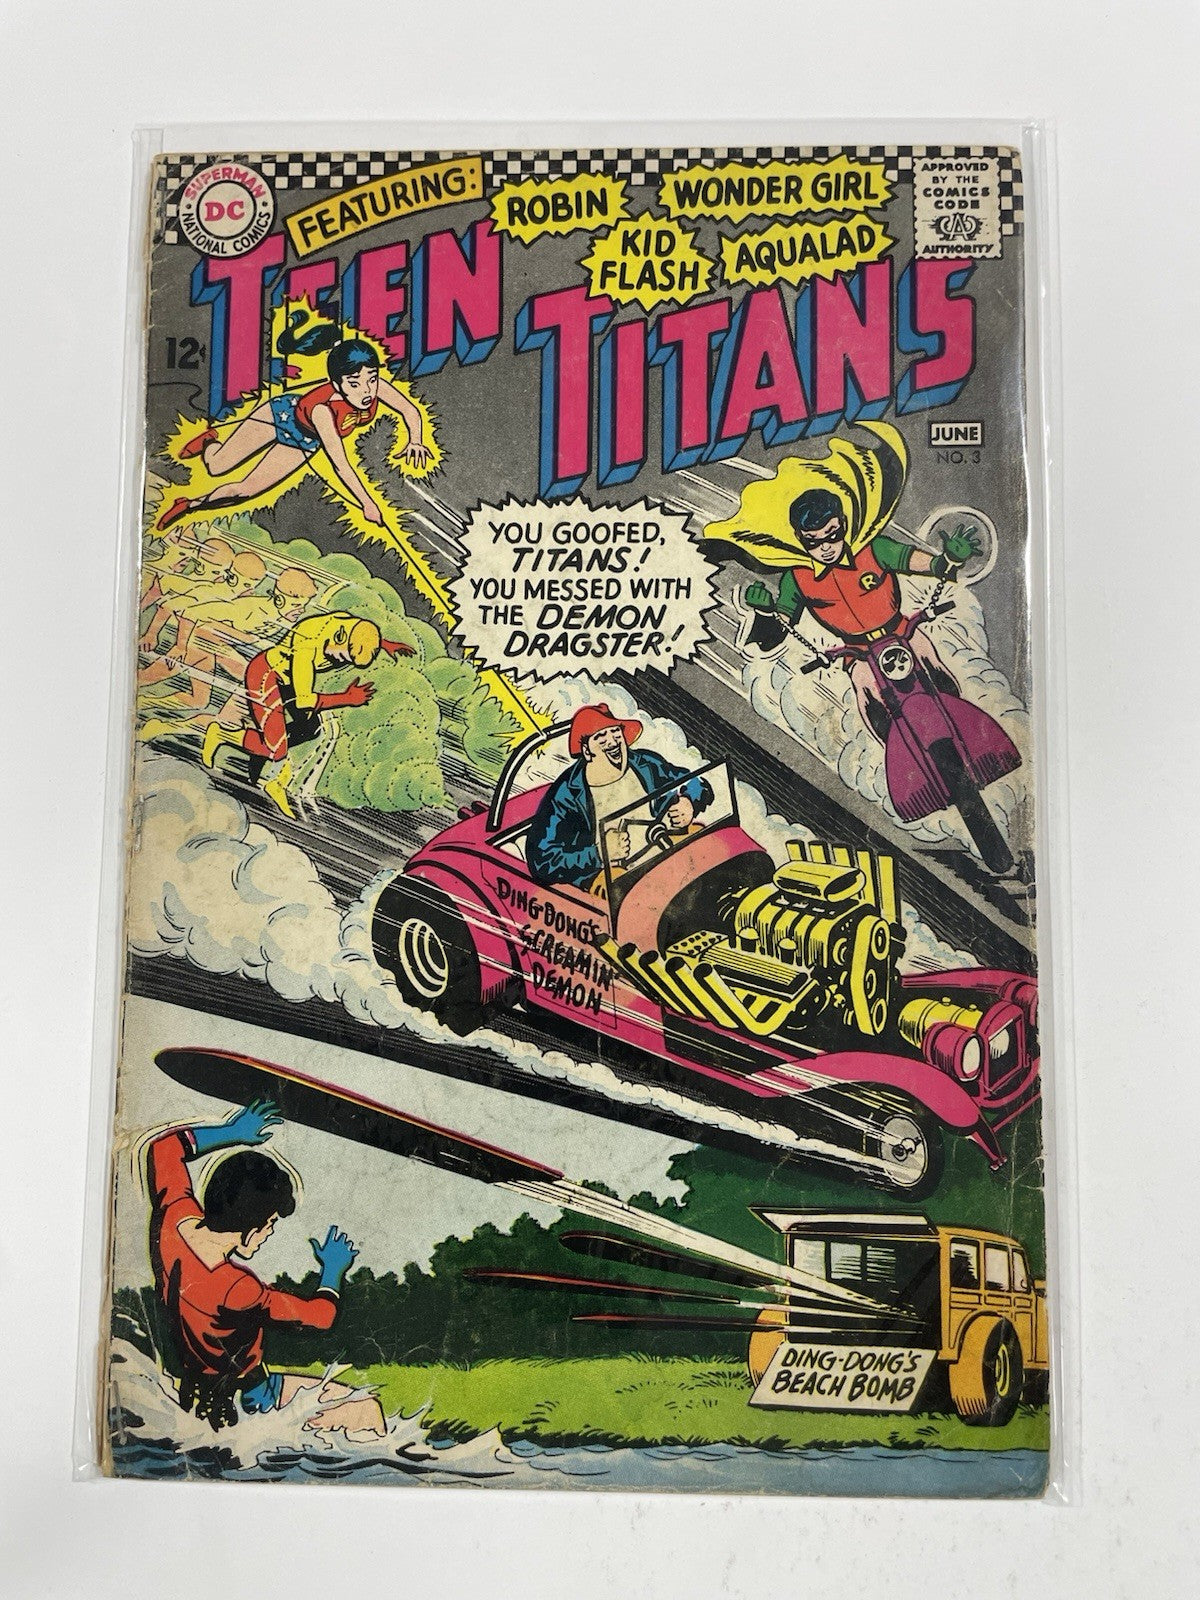 SUPERMAN
DC
NATIONAL COMICS
FEATURING:
ROBIN
WONDER GIRL
KID
FLASH
AQUALAD
APPROVED
BY THE
COMICS
CODE
CA
AUTHORITY
TEEN TITANS
12¢
JUNE
NO. 3
YOU GOOFED,
TITANS!
YOU MESSED WITH
THE DEMON
DRAGSTER!
R
DING-DONG'S
SCREAMIN'
DEMON
DING-DONG'S
BEACH BOMB